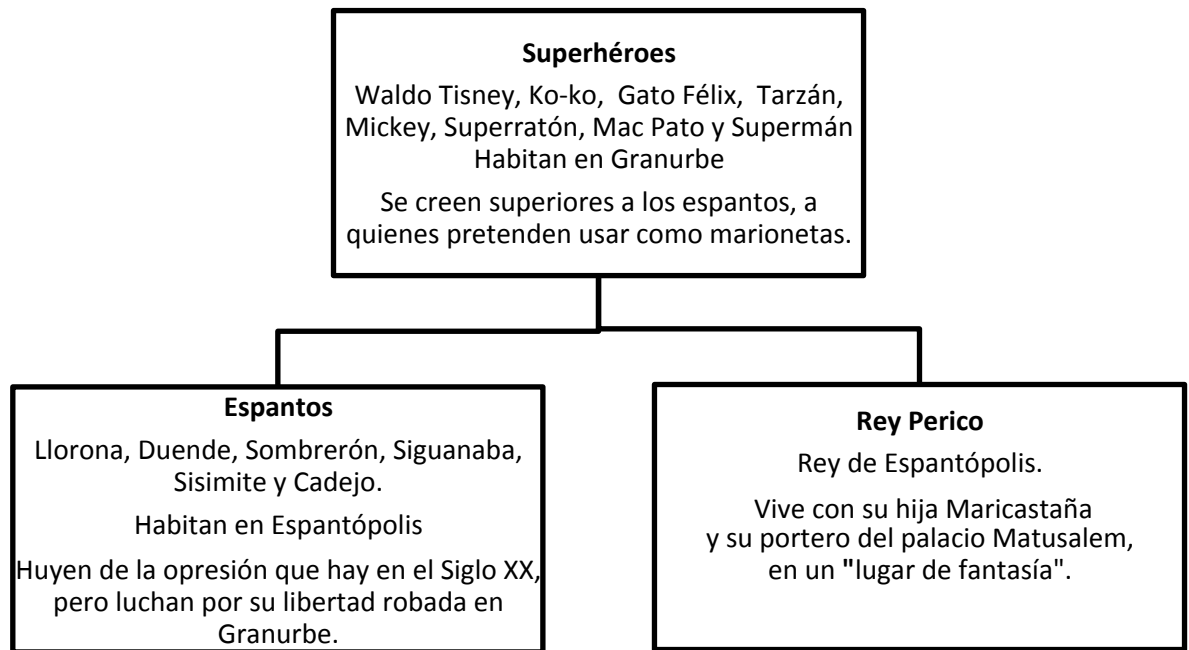 Superhéroes
Waldo Tisney, Ko-ko, Gato Félix, Tarzán,
Mickey, Superratón, Mac Pato y Supermán
Habitan en Granurbe
Se creen superiores a los espantos, a
quienes pretenden usar como marionetas.
Espantos
Llorona, Duende, Sombrerón, Siguanaba,
Sisimite y Cadejo.
Habitan en Espantópolis
Huyen de la opresión que hay en el Siglo XX,
pero luchan por su libertad robada en
Granurbe.
Rey Perico
Rey de Espantópolis.
Vive con su hija Maricastaña
y su portero del palacio Matusalem,
en un "lugar de fantasía".